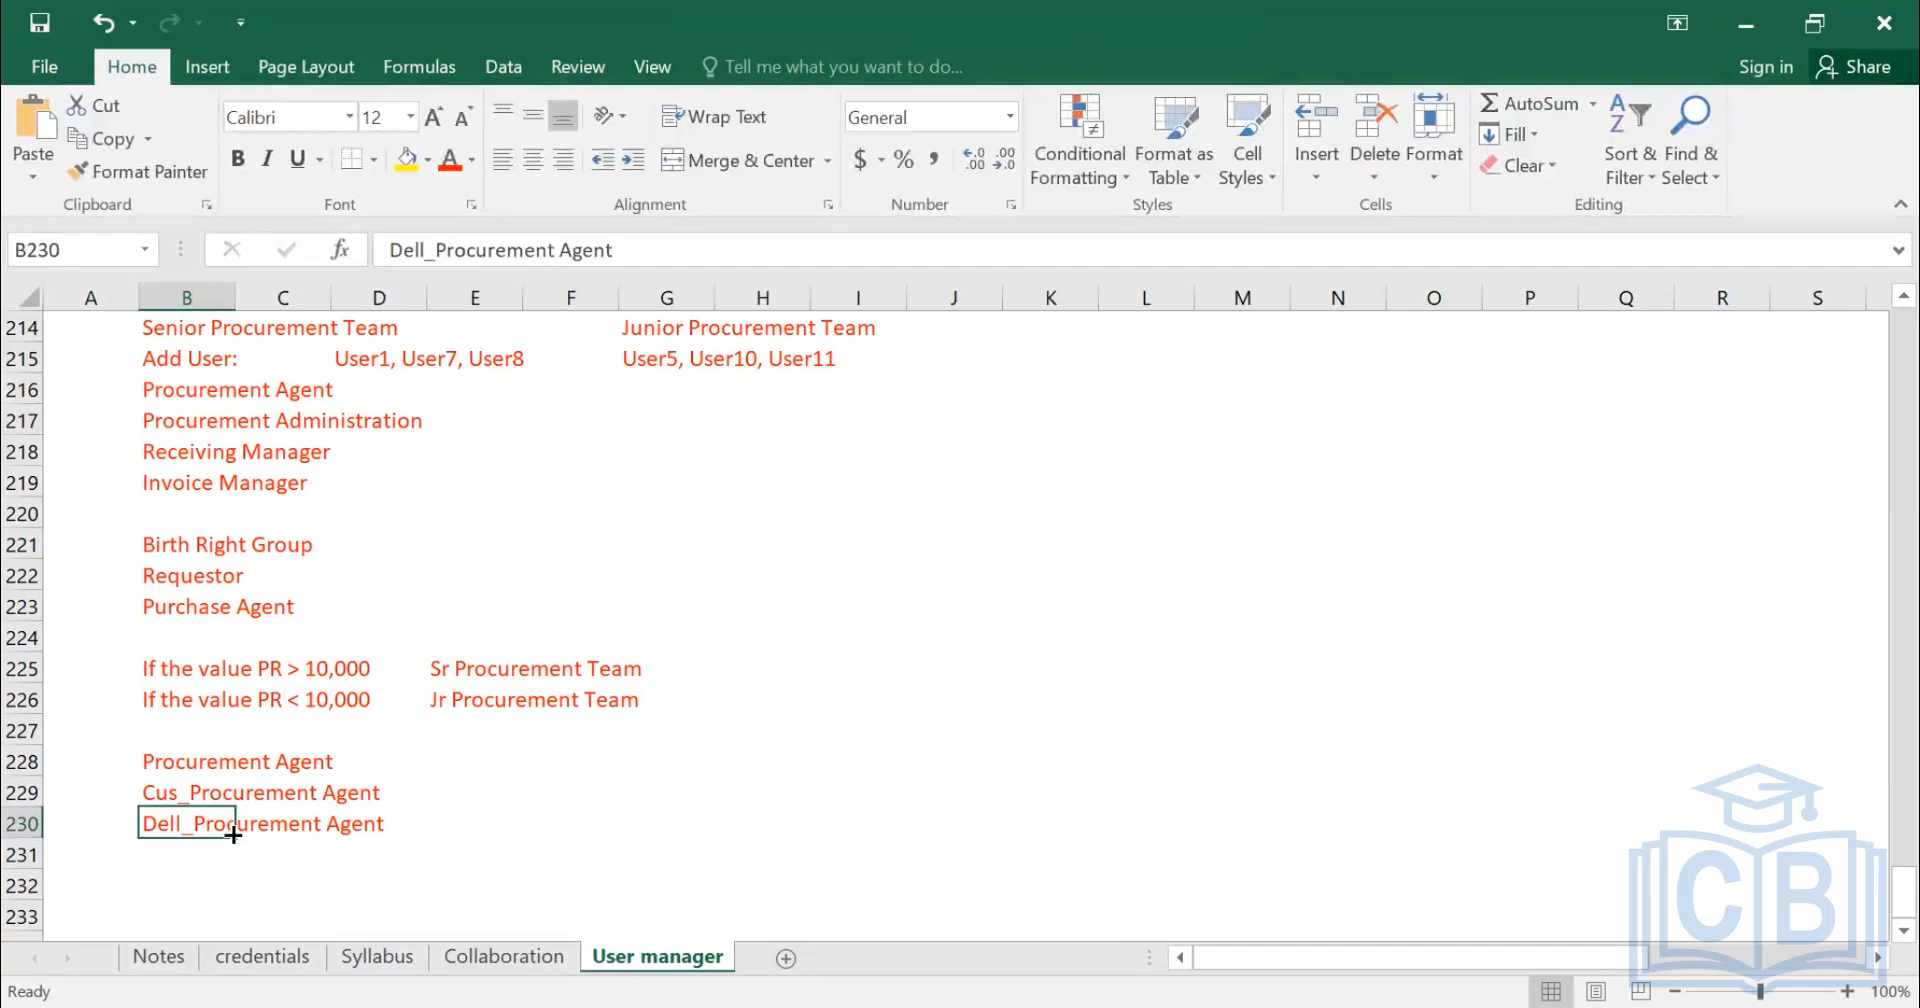 File Home Insert Page Layout Formulas Data Review View Tell me what you want to do... Sign in Share
Paste Cut Copy Format Painter Clipboard
Calibri 12 A A B I U A Font
Wrap Text Merge & Center Alignment
General $ % , .0 .00 .00 .0 Number
Conditional Formatting Format as Table Cell Styles Styles
Insert Delete Format Cells
AutoSum Fill Clear Sort & Filter Find & Select Editing
B230 fx Dell_Procurement Agent
A B C D E F G H I J K L M N O P Q R S
214 Senior Procurement Team Junior Procurement Team
215 Add User: User1, User7, User8 User5, User10, User11
216 Procurement Agent
217 Procurement Administration
218 Receiving Manager
219 Invoice Manager
220
221 Birth Right Group
222 Requestor
223 Purchase Agent
224
225 If the value PR > 10,000 Sr Procurement Team
226 If the value PR < 10,000 Jr Procurement Team
227
228 Procurement Agent
229 Cus_Procurement Agent
230 Dell_Procurement Agent
231
232
233
CB
Notes credentials Syllabus Collaboration User manager
Ready 100%